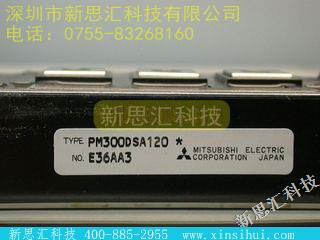 深圳市新思汇科技有限公司
电话：0755-83268160
新思汇科技
TYPE PM300DSA120 *
NO. E36AA3
MITSUBISHI ELECTRIC
CORPORATION JAPAN
新思汇科技
新思汇科技 400-885-2955 www.xinsihui.com